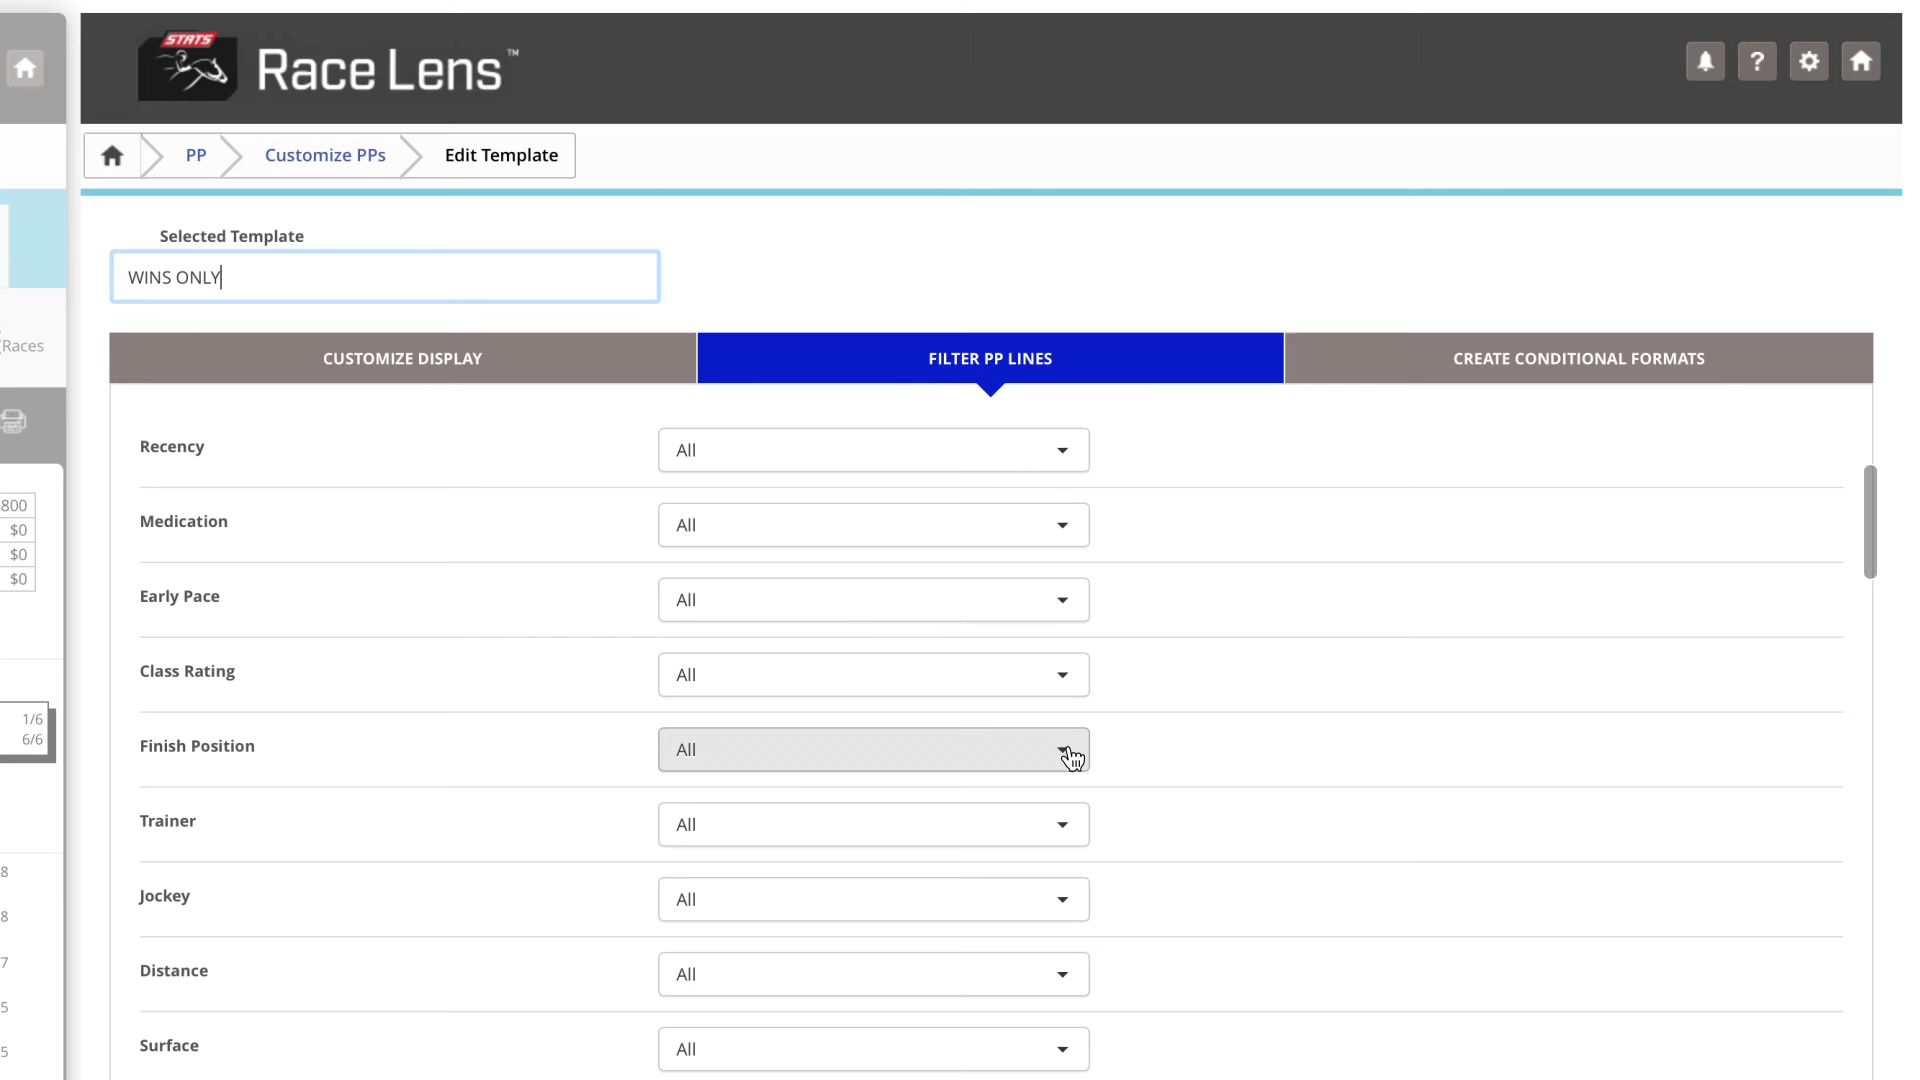 STATS
Race Lens™
?
PP
Customize PPs
Edit Template
Selected Template
WINS ONLY
(Races
CUSTOMIZE DISPLAY
FILTER PP LINES
CREATE CONDITIONAL FORMATS
Recency
All
Medication
All
Early Pace
All
Class Rating
All
Finish Position
All
Trainer
All
Jockey
All
Distance
All
Surface
All
800
$0
$0
$0
1/6
6/6
8
8
7
5
5